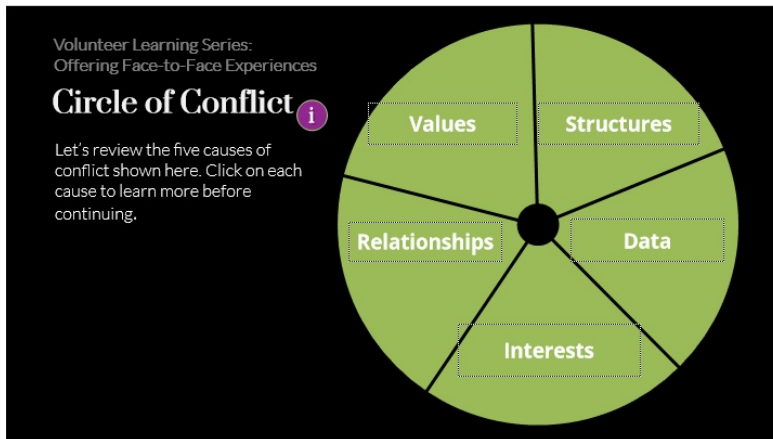 Volunteer Learning Series:
Offering Face-to-Face Experiences
Circle of Conflict
i
Let's review the five causes of
conflict shown here. Click on each
cause to learn more before
continuing.
Values
Structures
Relationships
Data
Interests